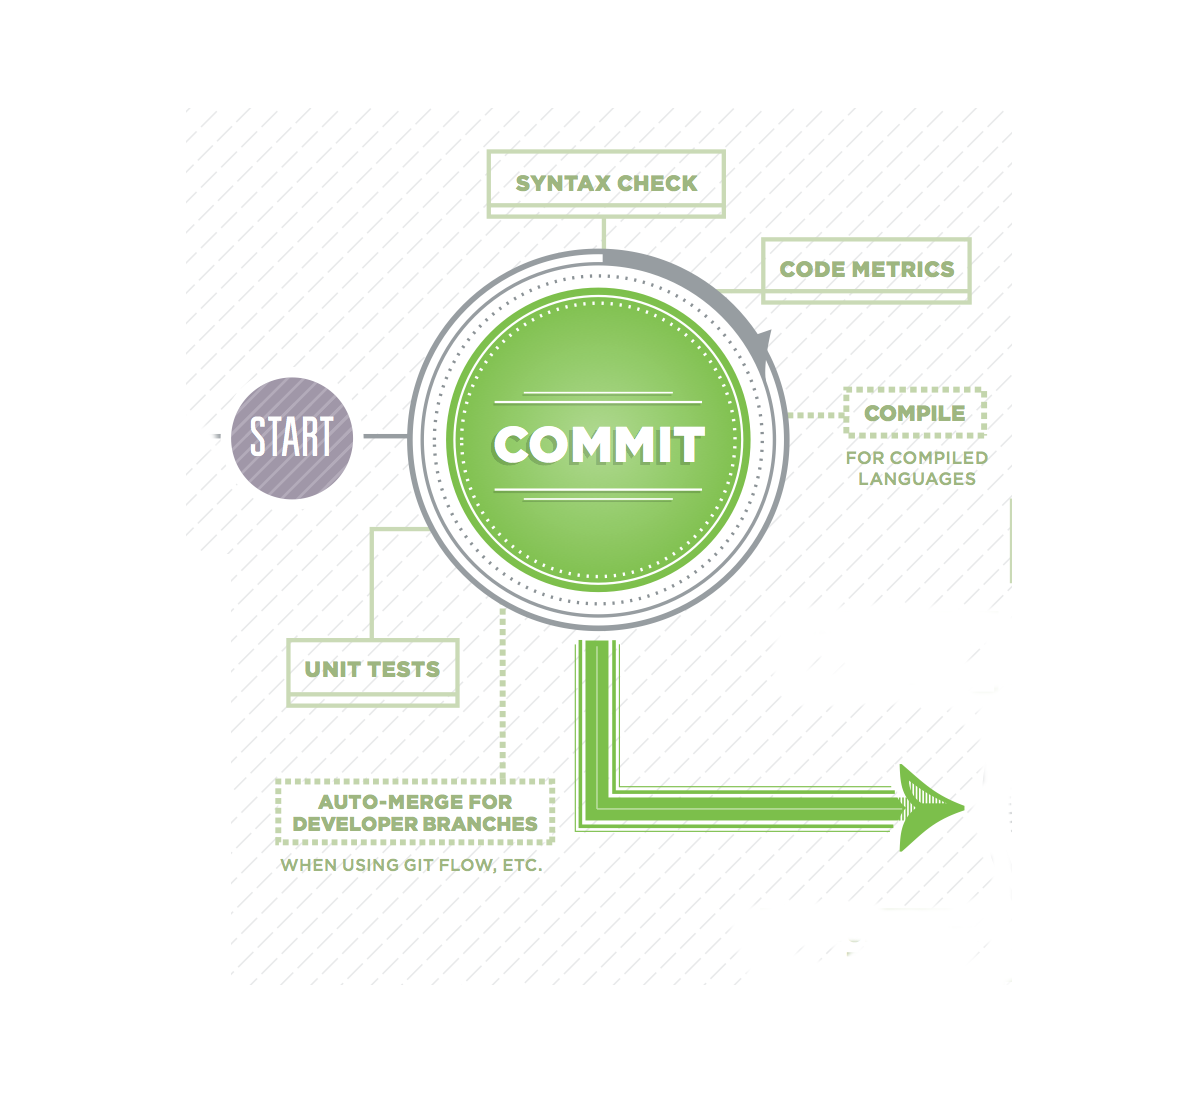 SYNTAX CHECK
CODE METRICS
START
COMMIT
COMPILE
FOR COMPILED
LANGUAGES
UNIT TESTS
AUTO-MERGE FOR
DEVELOPER BRANCHES
WHEN USING GIT FLOW, ETC.